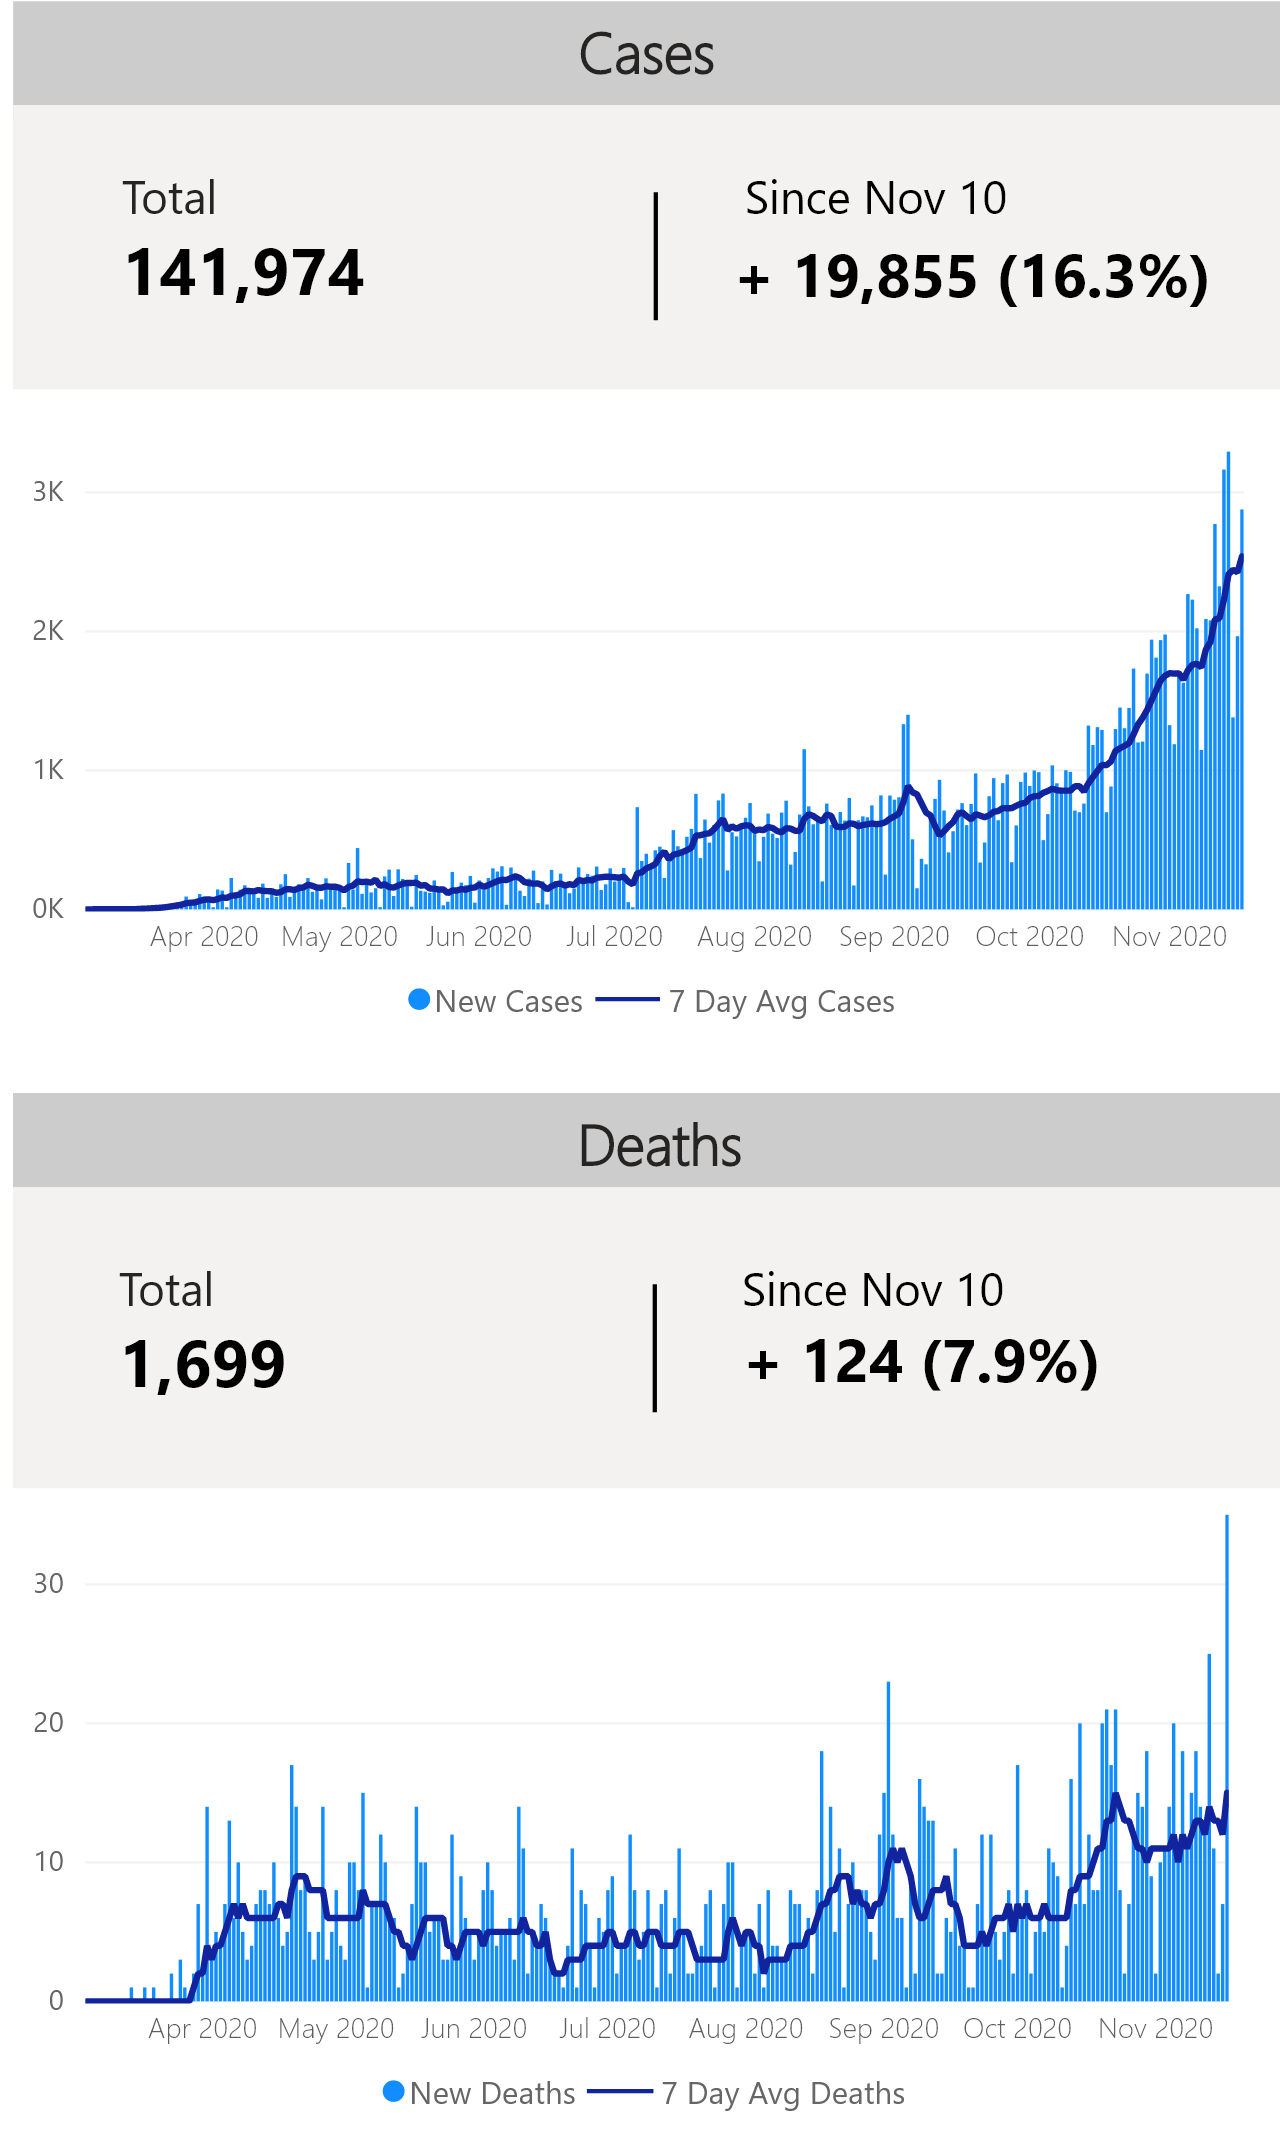 Cases
Total
Since Nov 10
141,974
+ 19,855 (16.3%)
3K
2K
1K
0K
Apr 2020 May 2020 Jun 2020 Jul 2020 Aug 2020 Sep 2020 Oct 2020 Nov 2020
New Cases 7 Day Avg Cases
Deaths
Total
Since Nov 10
1,699
+ 124 (7.9%)
30
20
10
0
Apr 2020 May 2020 Jun 2020 Jul 2020 Aug 2020 Sep 2020 Oct 2020 Nov 2020
New Deaths 7 Day Avg Deaths